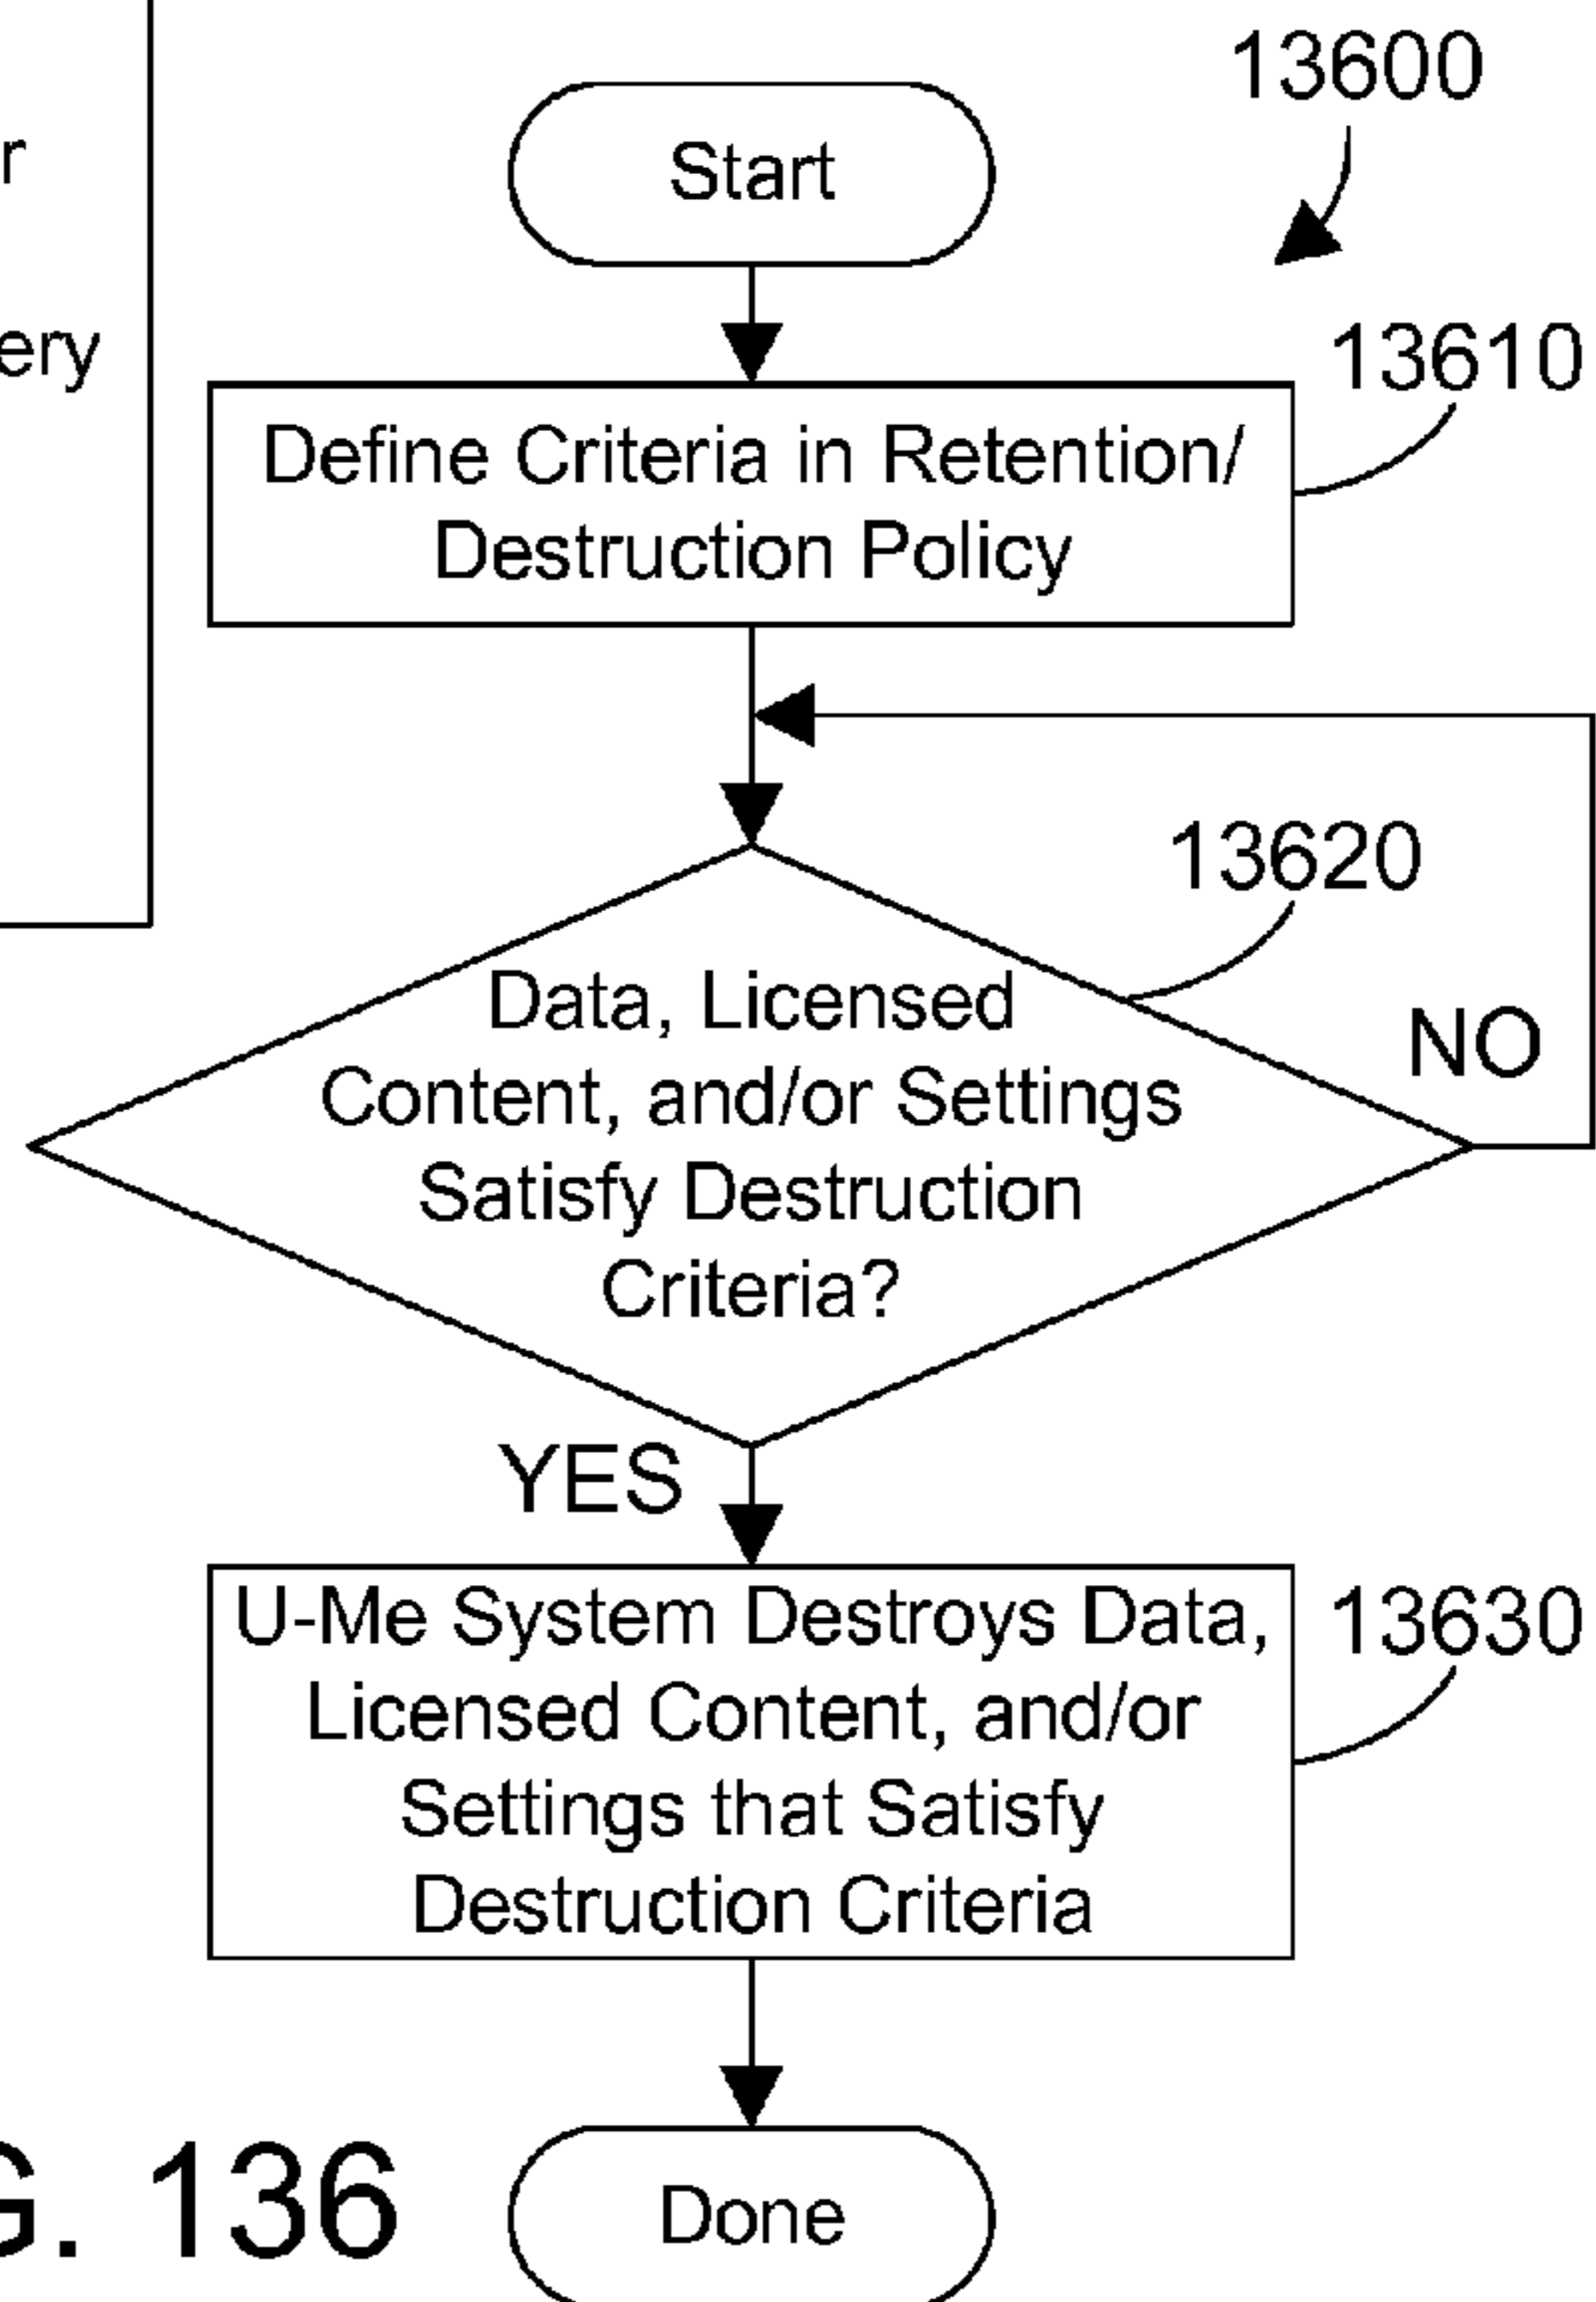 13600
Start
13610
Define Criteria in Retention/
Destruction Policy
13620
Data, Licensed
Content, and/or Settings
Satisfy Destruction
Criteria?
NO
YES
U-Me System Destroys Data,
Licensed Content, and/or
Settings that Satisfy
Destruction Criteria
13630
Done
136